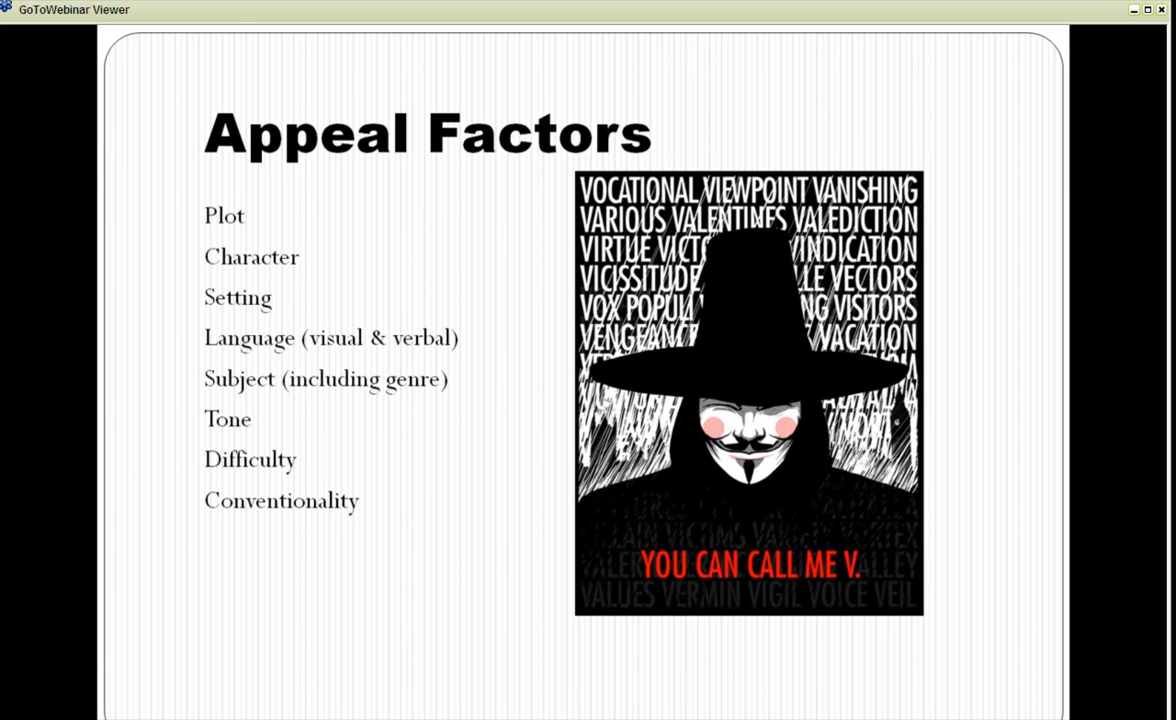 GoToWebinar Viewer
Appeal Factors
Plot
Character
Setting
Language (visual & verbal)
Subject (including genre)
Tone
Difficulty
Conventionality
VOCATIONAL VIEWPOINT VANISHING
VARIOUS VALENTINES VALEDICTION
VIRTUE VINDICATION
VICISSITUDE VECTORS
VOX POPULI VISITORS
VACATION
VICTIMS
YOU CAN CALL ME V.
VALUES VERMIN VIGIL VOICE VEIL